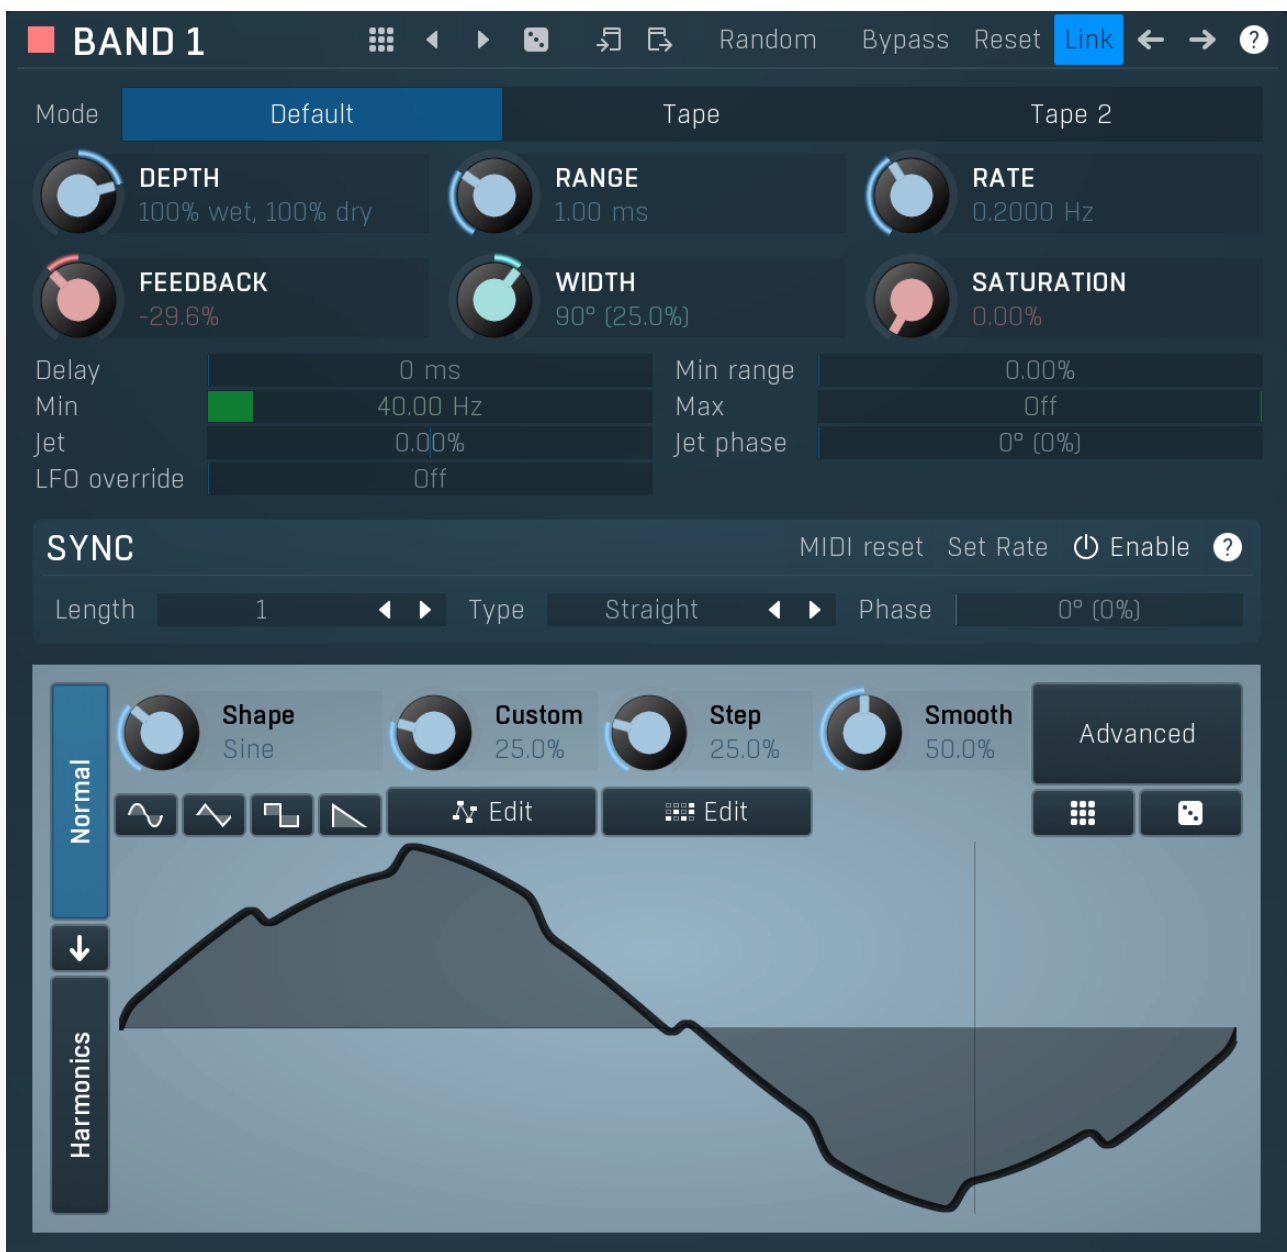 BAND 1 Random Bypass Reset Link ?
Mode Default Tape Tape 2
DEPTH RANGE RATE
100% wet, 100% dry 1.00 ms 0.2000 Hz
FEEDBACK WIDTH SATURATION
-29.6% 90° (25.0%) 0.00%
Delay 0 ms Min range 0.00%
Min 40.00 Hz Max Off
Jet 0.00% Jet phase 0° (0%)
LFO override Off
SYNC MIDI reset Set Rate Enable ?
Length 1 Type Straight Phase 0° (0%)
Normal
Shape Custom Step Smooth Advanced
Sine 25.0% 25.0% 50.0%
Edit Edit
Harmonics